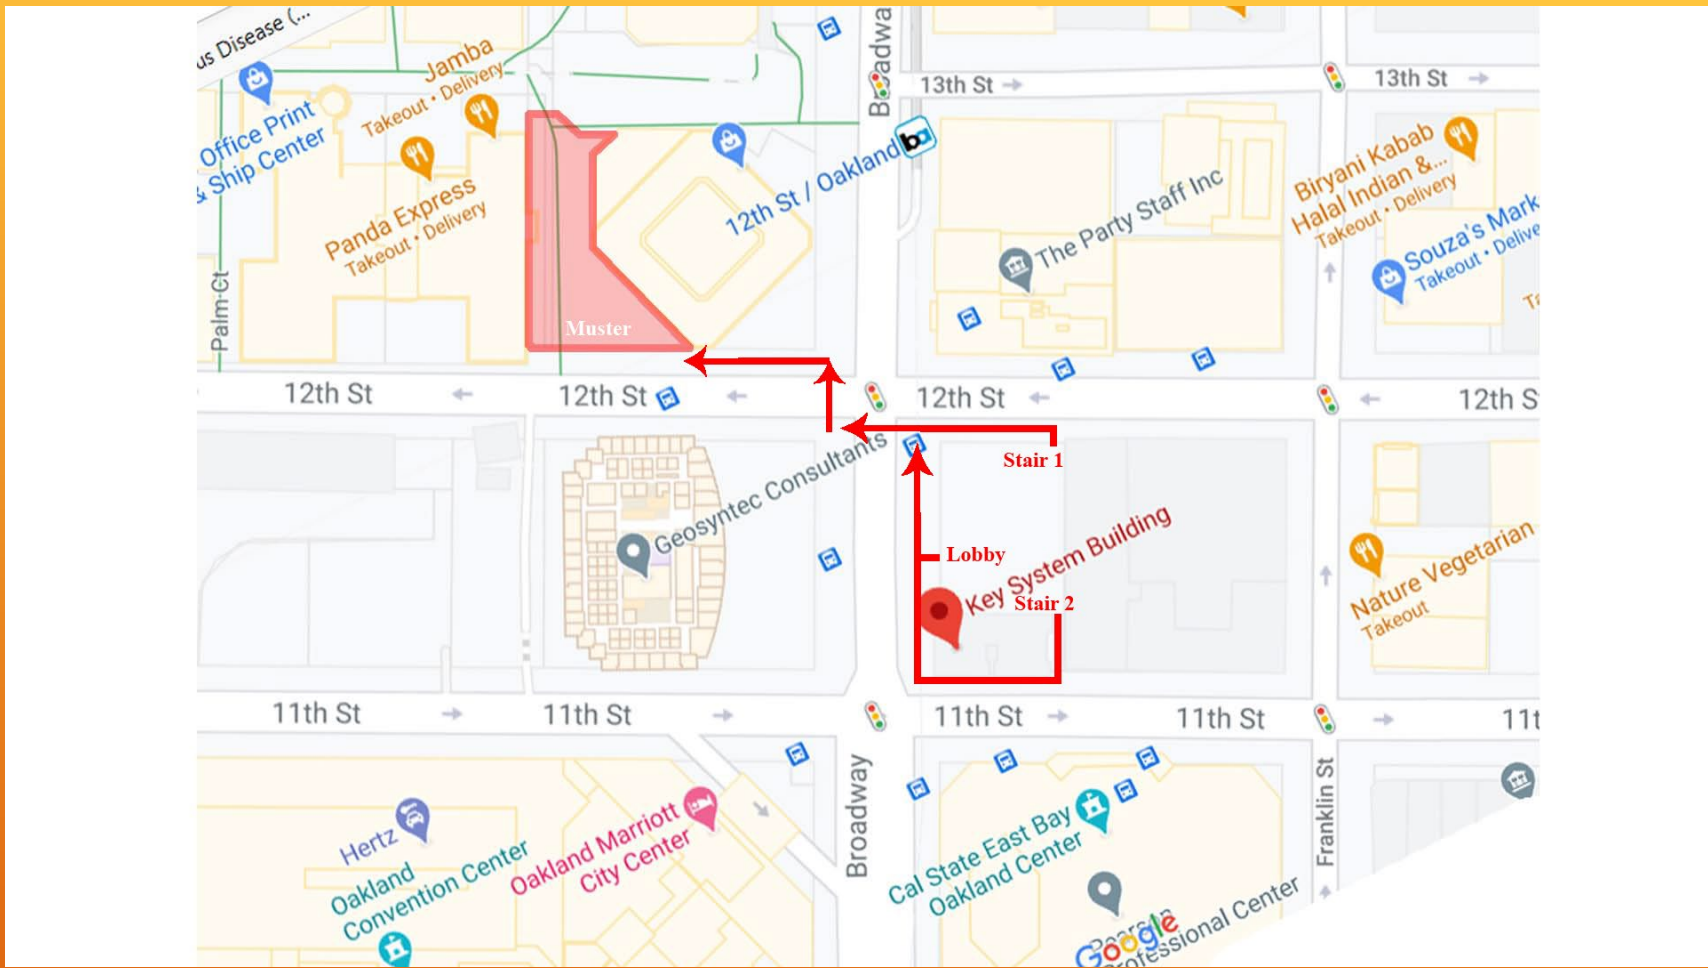 us Disease (...
Jamba
Takeout • Delivery
Office Print
& Ship Center
Panda Express
Takeout • Delivery
Palm Ct
Muster
12th St / Oakland
Broadwa
13th St
13th St
The Party Staff Inc
Biryani Kabab
Halal Indian &...
Takeout • Delivery
Souza's Mark
Takeout • Delive
Ta
12th St
12th St
12th St
12th S
Geosyntec Consultants
Stair 1
Lobby
Key System Building
Stair 2
Nature Vegetarian
Takeout
11th St
11th St
11th St
11th St
11t
Broadway
Franklin St
Hertz
Oakland
Convention Center
Oakland Marriott
City Center
Cal State East Bay
Oakland Center
Pearson
Professional Center
Google